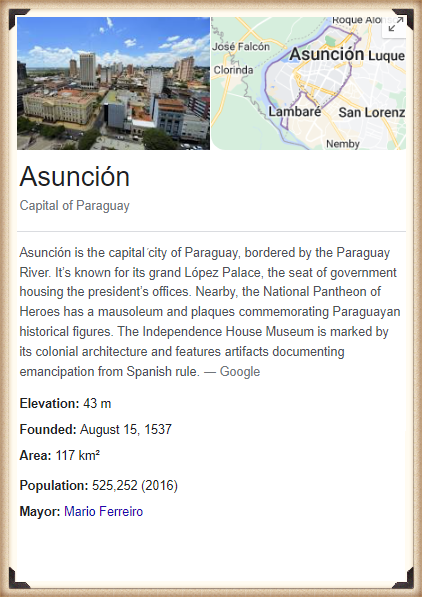 Roque Alon
José Falcón
Asunción
Luque
Clorinda
Lambaré
San Lorenz
Nemby
Asunción
Capital of Paraguay
Asunción is the capital city of Paraguay, bordered by the Paraguay
River. It's known for its grand López Palace, the seat of government
housing the president's offices. Nearby, the National Pantheon of
Heroes has a mausoleum and plaques commemorating Paraguayan
historical figures. The Independence House Museum is marked by
its colonial architecture and features artifacts documenting
emancipation from Spanish rule. — Google
Elevation: 43 m
Founded: August 15, 1537
Area: 117 km²
Population: 525,252 (2016)
Mayor: Mario Ferreiro